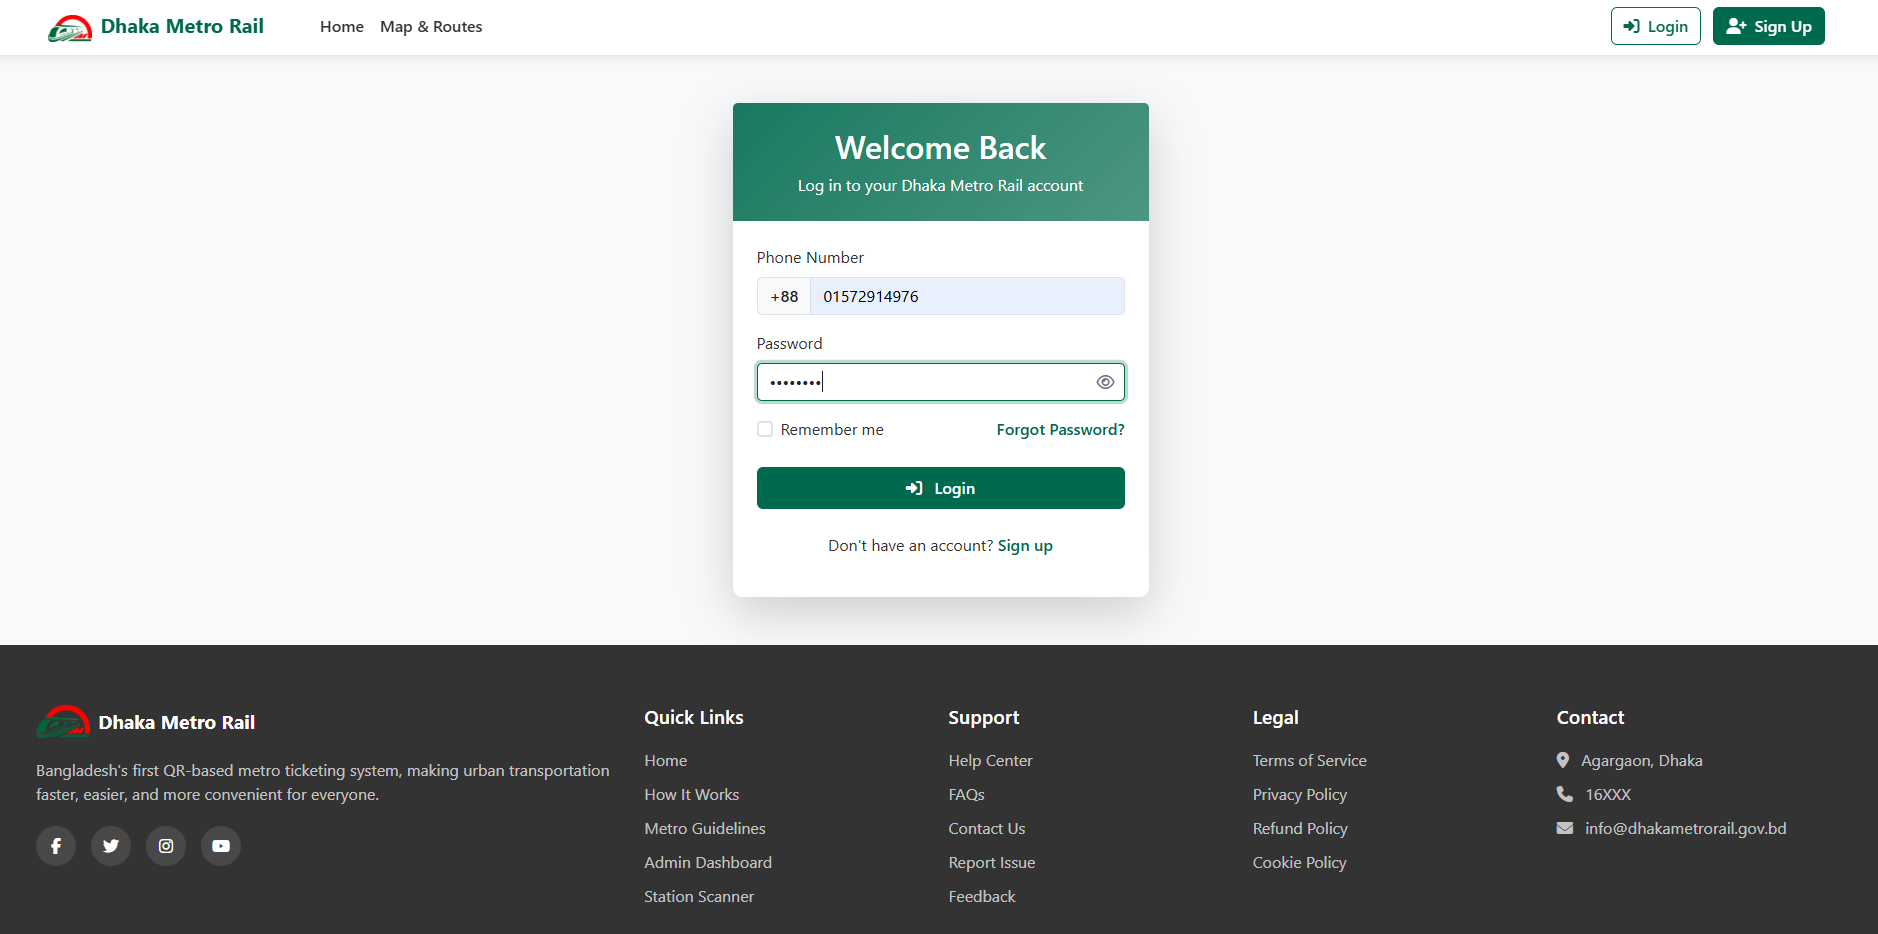 Dhaka Metro Rail Home Map & Routes Login Sign Up
Welcome Back
Log in to your Dhaka Metro Rail account
Phone Number
+88 01572914976
Password
••••••••
Remember me Forgot Password?
Login
Don't have an account? Sign up
Dhaka Metro Rail
Bangladesh's first QR-based metro ticketing system, making urban transportation
faster, easier, and more convenient for everyone.
Quick Links
Home
How It Works
Metro Guidelines
Admin Dashboard
Station Scanner
Support
Help Center
FAQs
Contact Us
Report Issue
Feedback
Legal
Terms of Service
Privacy Policy
Refund Policy
Cookie Policy
Contact
Agargaon, Dhaka
16XXX
info@dhakametrorail.gov.bd